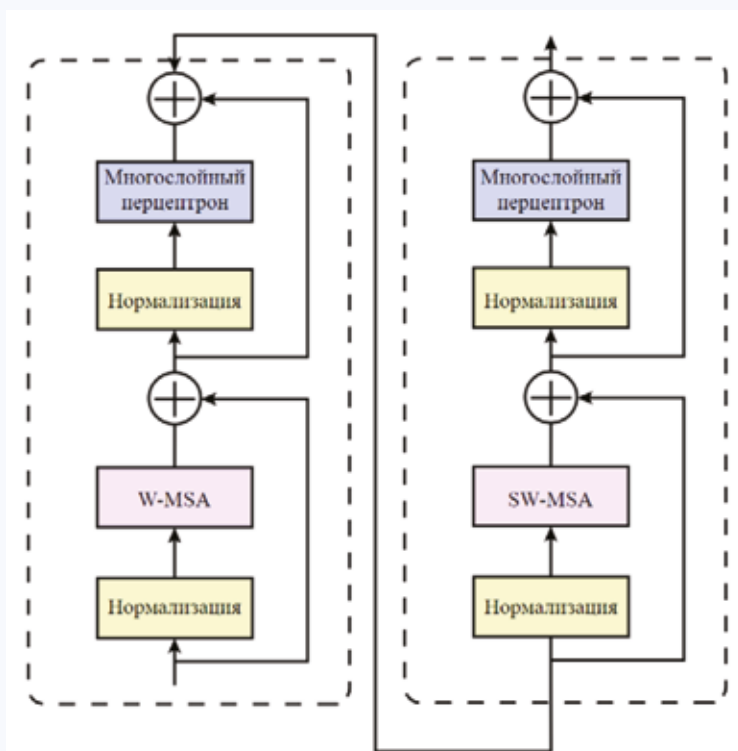 Многослойный
перцептрон
Нормализация
W-MSA
Нормализация
Многослойный
перцептрон
Нормализация
SW-MSA
Нормализация